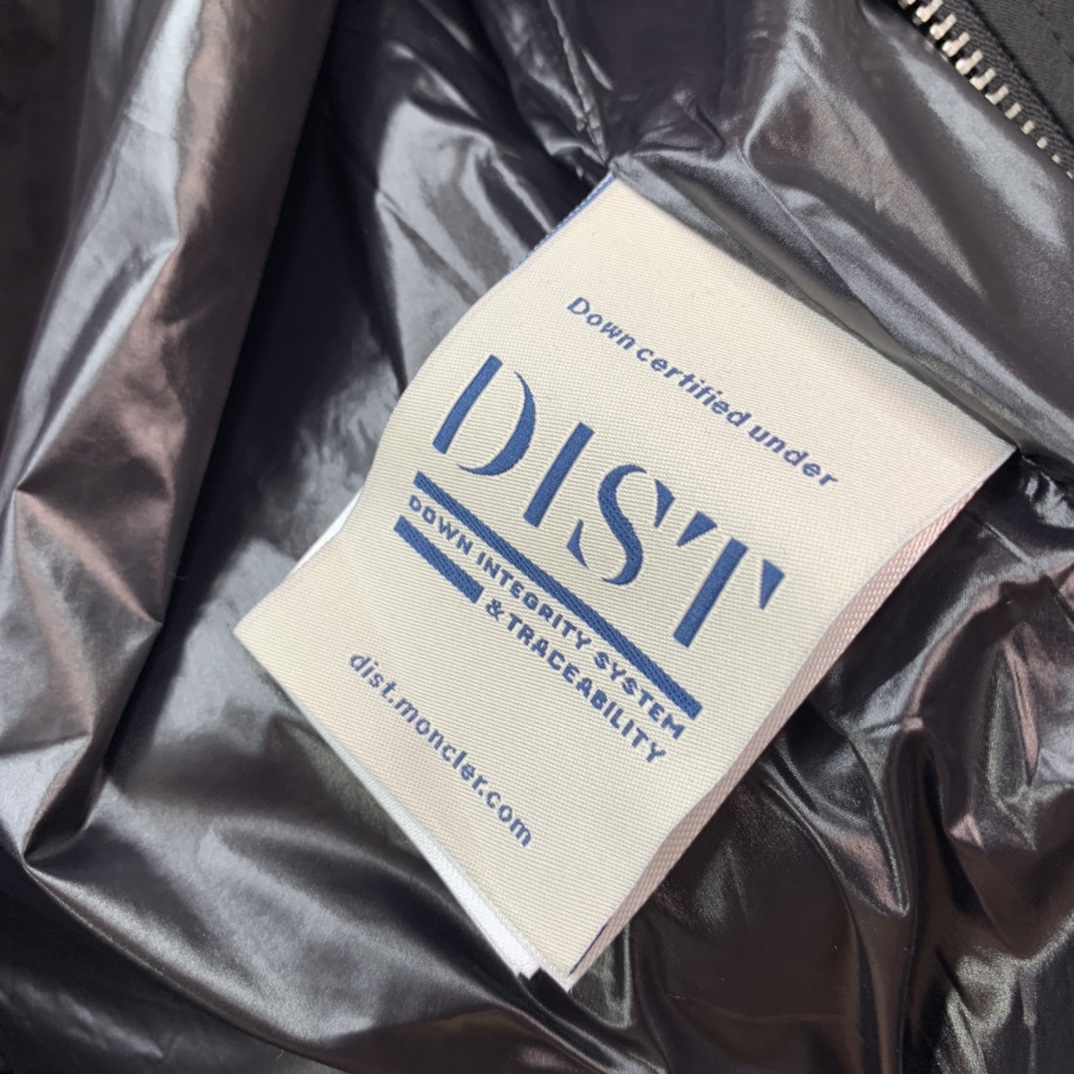 Down certified under
DIST
DOWN INTEGRITY SYSTEM
& TRACEABILITY
dist.moncler.com